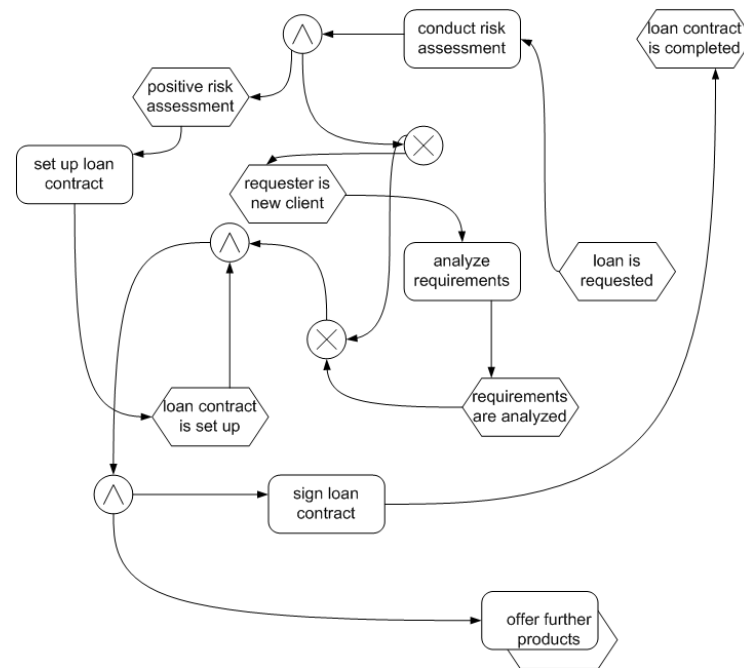 conduct risk
assessment
loan contract
is completed
positive risk
assessment
set up loan
contract
requester is
new client
analyze
requirements
loan is
requested
loan contract
is set up
requirements
are analyzed
sign loan
contract
offer further
products